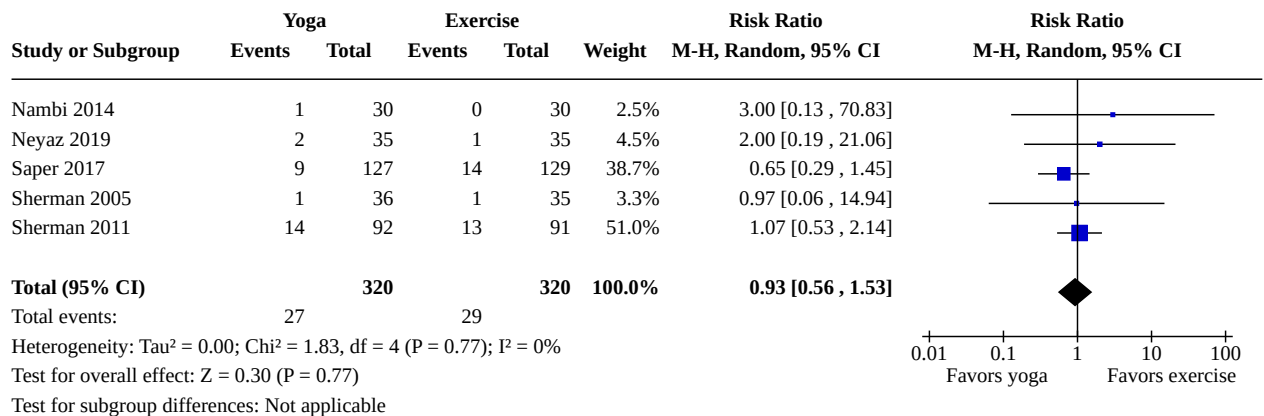 Yoga Exercise Risk Ratio Risk Ratio
Study or Subgroup Events Total Events Total Weight M-H, Random, 95% CI M-H, Random, 95% CI
Nambi 2014 1 30 0 30 2.5% 3.00 [0.13 , 70.83]
Neyaz 2019 2 35 1 35 4.5% 2.00 [0.19 , 21.06]
Saper 2017 9 127 14 129 38.7% 0.65 [0.29 , 1.45]
Sherman 2005 1 36 1 35 3.3% 0.97 [0.06 , 14.94]
Sherman 2011 14 92 13 91 51.0% 1.07 [0.53 , 2.14]
Total (95% CI) 320 320 100.0% 0.93 [0.56 , 1.53]
Total events: 27 29
Heterogeneity: Tau² = 0.00; Chi² = 1.83, df = 4 (P = 0.77); I² = 0%
0.01 0.1 1 10 100
Test for overall effect: Z = 0.30 (P = 0.77)
Favors yoga Favors exercise
Test for subgroup differences: Not applicable